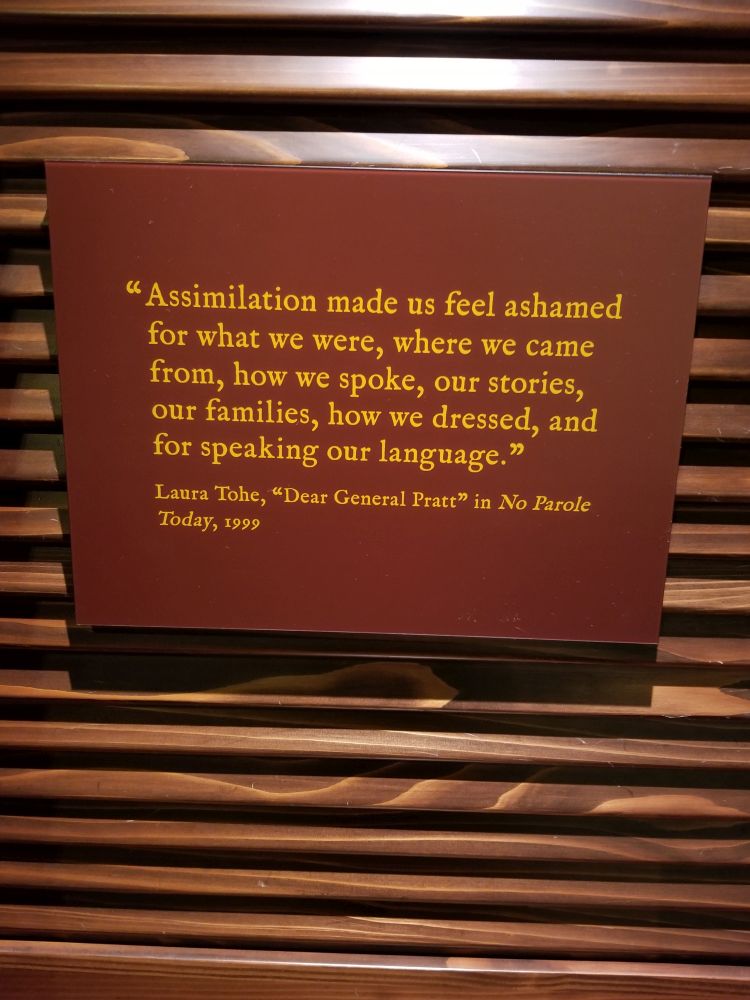 “Assimilation made us feel ashamed
for what we were, where we came
from, how we spoke, our stories,
our families, how we dressed, and
for speaking our language.”
Laura Tohe, “Dear General Pratt” in No Parole
Today, 1999